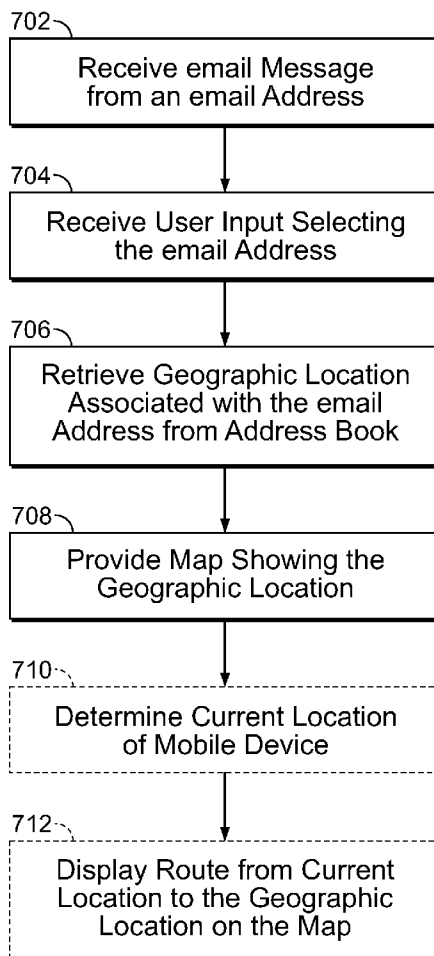 702
Receive email Message
from an email Address
704
Receive User Input Selecting
the email Address
706
Retrieve Geographic Location
Associated with the email
Address from Address Book
708
Provide Map Showing the
Geographic Location
710
Determine Current Location
of Mobile Device
712
Display Route from Current
Location to the Geographic
Location on the Map